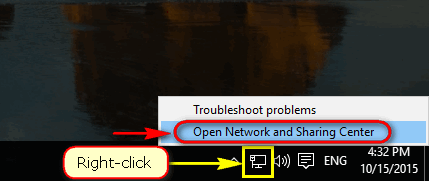 Troubleshoot problems
Open Network and Sharing Center
Right-click
ENG
4:32 PM
10/15/2015